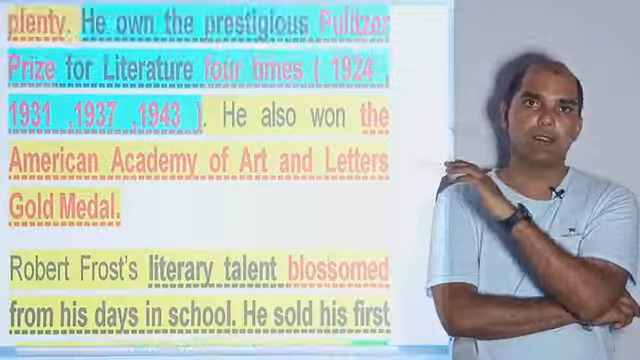 plenty. He own the prestigious Pulitzer
Prize for Literature four times ( 1924 ,
1931 ,1937 ,1943 ). He also won the
American Academy of Art and Letters
Gold Medal.
Robert Frost's literary talent blossomed
from his days in school. He sold his first